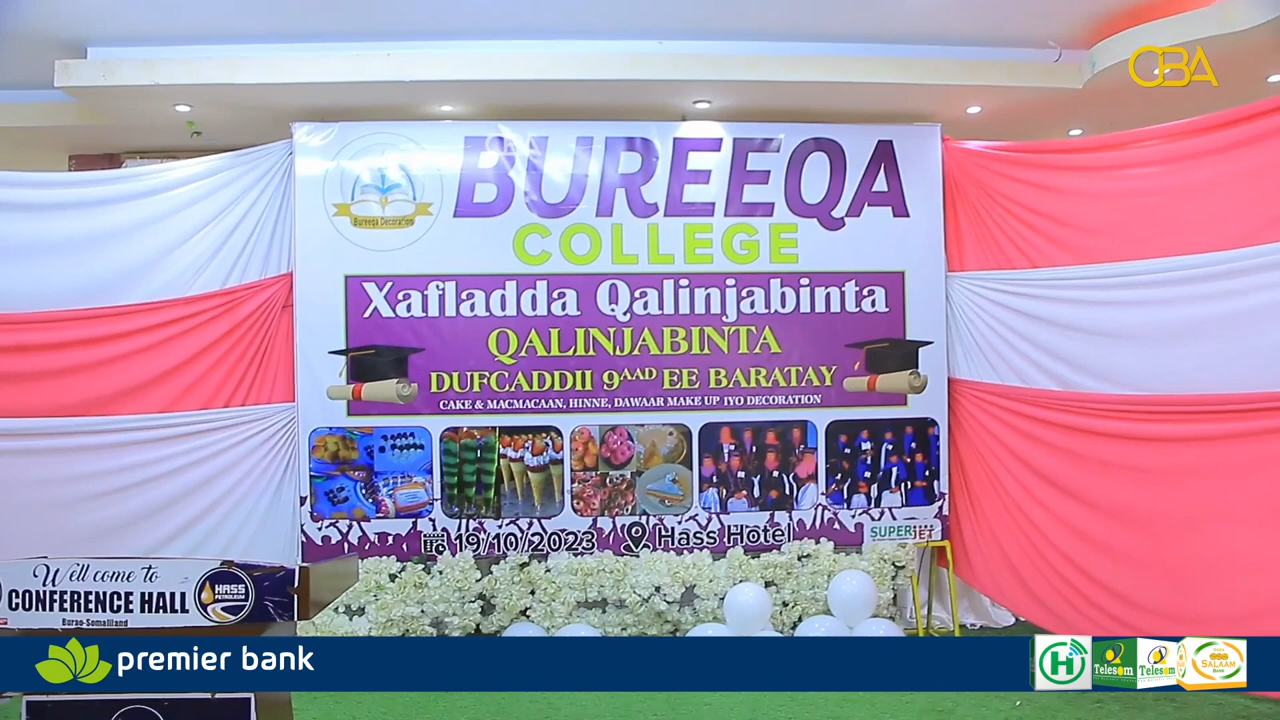 CBA
BUREEQA
COLLEGE
Bureeqa Decoration
Xafladda Qalinjabinta
QALINJABINTA
DUFCADDII 9AAD EE BARATAY
CAKE & MACMACAAN, HINNE, DAWAAR MAKE UP IYO DECORATION
19/10/2023 Hass Hotel
SUPER JET
Well come to
CONFERENCE HALL
Burao-Somaliland
HASS
PETROLEUM
premier bank
H
Telesom
Telesom
SALAAM
BANK